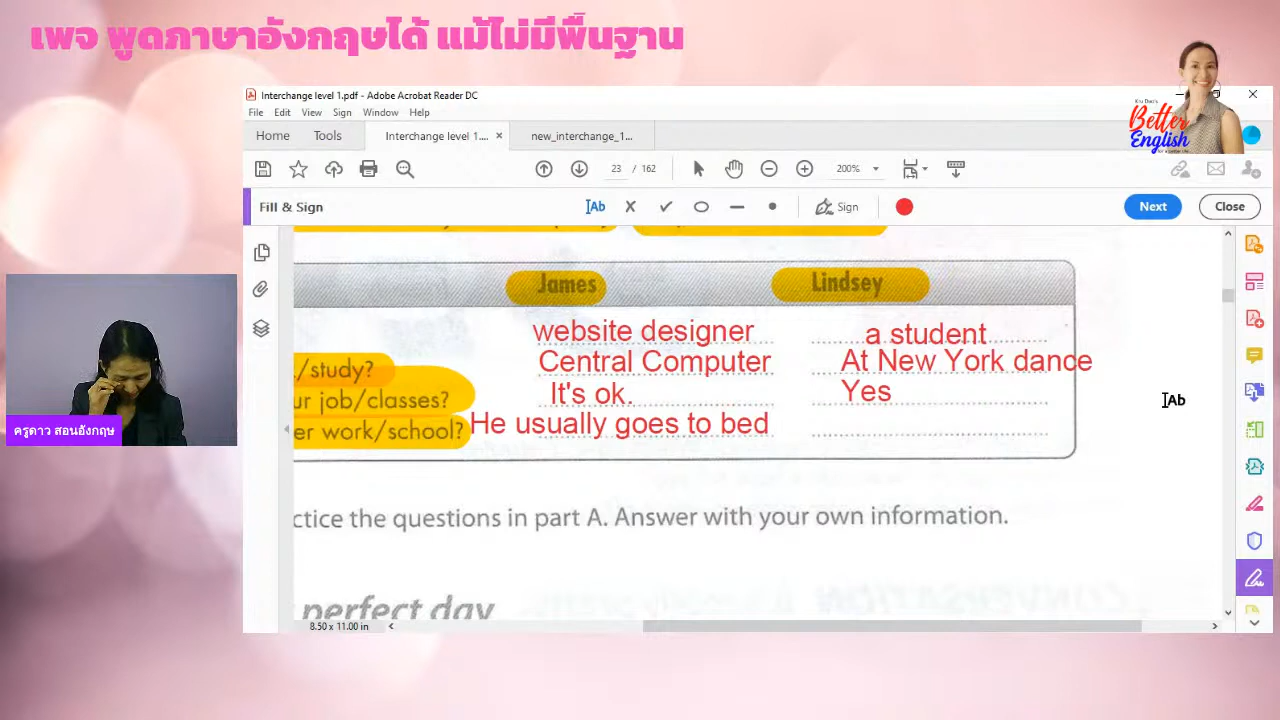 เพจ พูดภาษาอังกฤษได้ แม้ไม่มีพื้นฐาน
Kru Dao's
Better
English
for a better life
Interchange level 1.pdf - Adobe Acrobat Reader DC
File Edit View Sign Window Help
Home Tools Interchange level 1.... × new_interchange_1...
23 / 162 200%
Fill & Sign Ab Sign Next Close
James Lindsey
website designer a student
/study? Central Computer At New York dance
ur job/classes? It's ok. Yes
er work/school? He usually goes to bed
Ab
ctice the questions in part A. Answer with your own information.
perfect day
8.50 x 11.00 in
ครูดาว สอนอังกฤษ